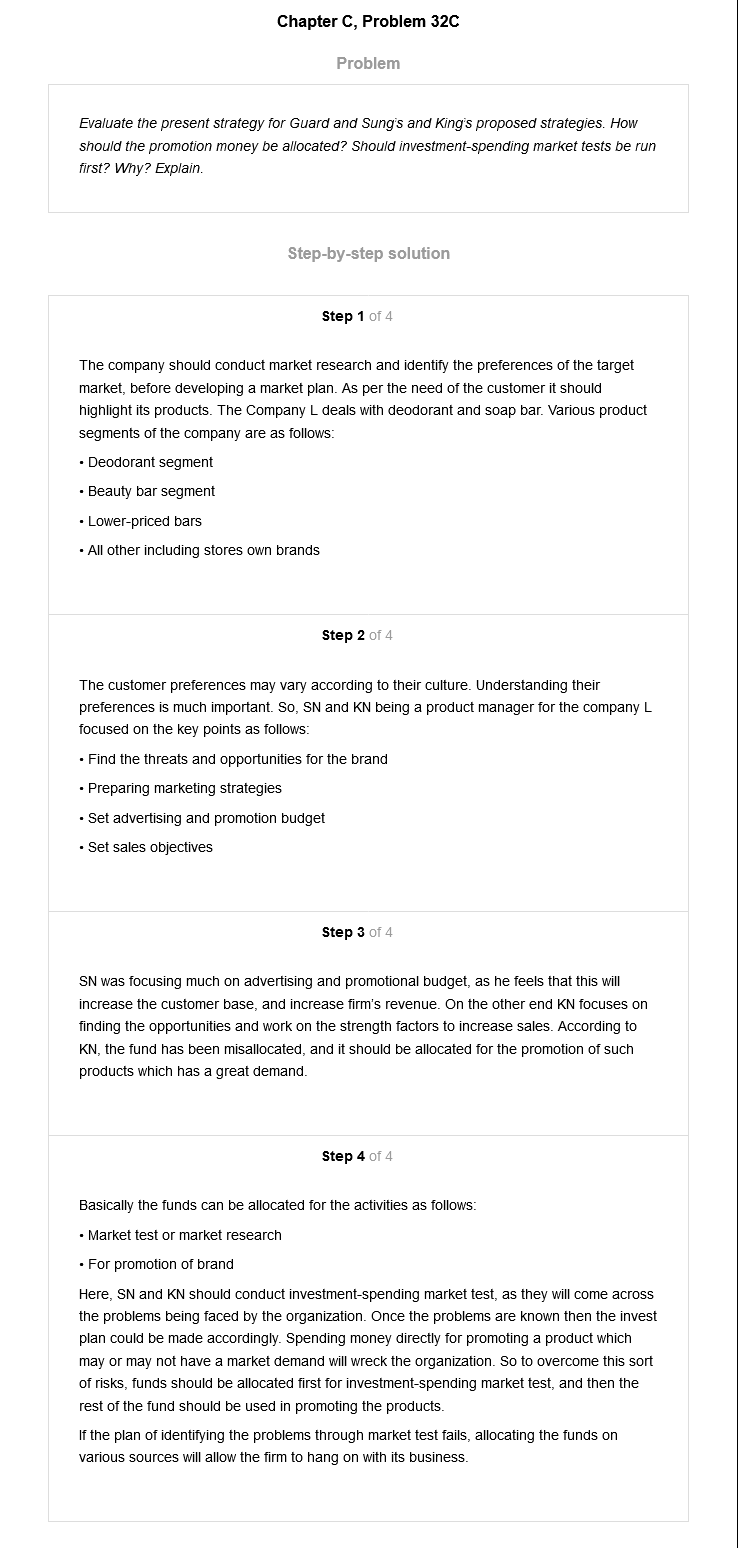 Chapter C, Problem 32C
Problem
Evaluate the present strategy for Guard and Sung's and King's proposed strategies. How
should the promotion money be allocated? Should investment-spending market tests be run
first? Why? Explain.
Step-by-step solution
Step 1 of 4
The company should conduct market research and identify the preferences of the target
market, before developing a market plan. As per the need of the customer it should
highlight its products. The Company L deals with deodorant and soap bar. Various product
segments of the company are as follows:
• Deodorant segment
• Beauty bar segment
• Lower-priced bars
• All other including stores own brands
Step 2 of 4
The customer preferences may vary according to their culture. Understanding their
preferences is much important. So, SN and KN being a product manager for the company L
focused on the key points as follows:
• Find the threats and opportunities for the brand
• Preparing marketing strategies
• Set advertising and promotion budget
• Set sales objectives
Step 3 of 4
SN was focusing much on advertising and promotional budget, as he feels that this will
increase the customer base, and increase firm's revenue. On the other end KN focuses on
finding the opportunities and work on the strength factors to increase sales. According to
KN, the fund has been misallocated, and it should be allocated for the promotion of such
products which has a great demand.
Step 4 of 4
Basically the funds can be allocated for the activities as follows:
• Market test or market research
• For promotion of brand
Here, SN and KN should conduct investment-spending market test, as they will come across
the problems being faced by the organization. Once the problems are known then the invest
plan could be made accordingly. Spending money directly for promoting a product which
may or may not have a market demand will wreck the organization. So to overcome this sort
of risks, funds should be allocated first for investment-spending market test, and then the
rest of the fund should be used in promoting the products.
If the plan of identifying the problems through market test fails, allocating the funds on
various sources will allow the firm to hang on with its business.